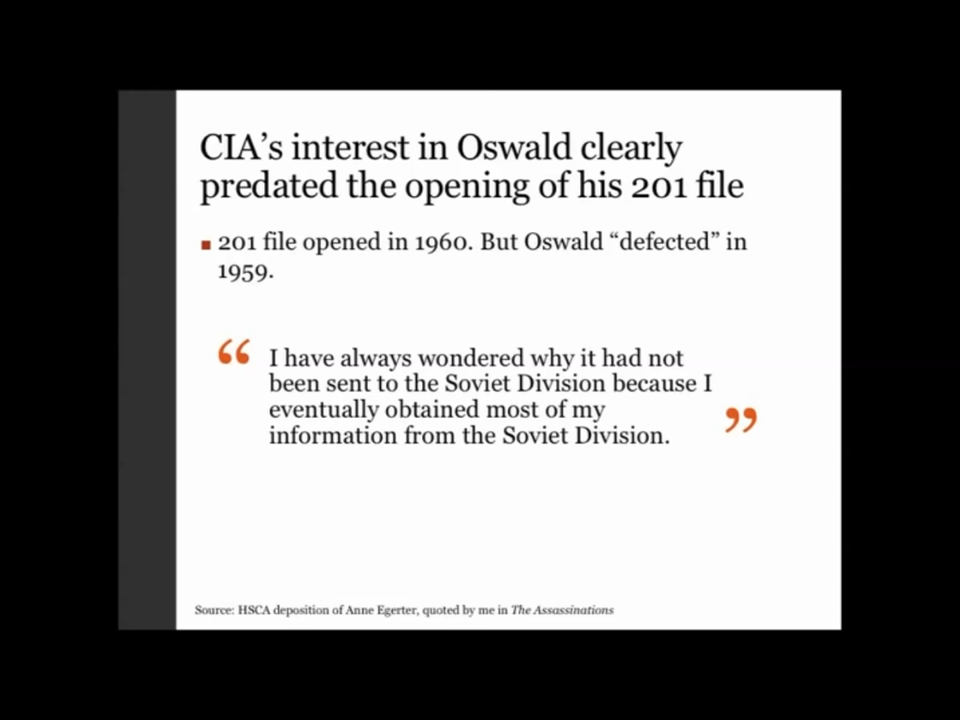 CIA’s interest in Oswald clearly
predated the opening of his 201 file
■ 201 file opened in 1960. But Oswald “defected” in
1959.
“ I have always wondered why it had not
been sent to the Soviet Division because I
eventually obtained most of my
information from the Soviet Division. ”
Source: HSCA deposition of Anne Egerter, quoted by me in The Assassinations